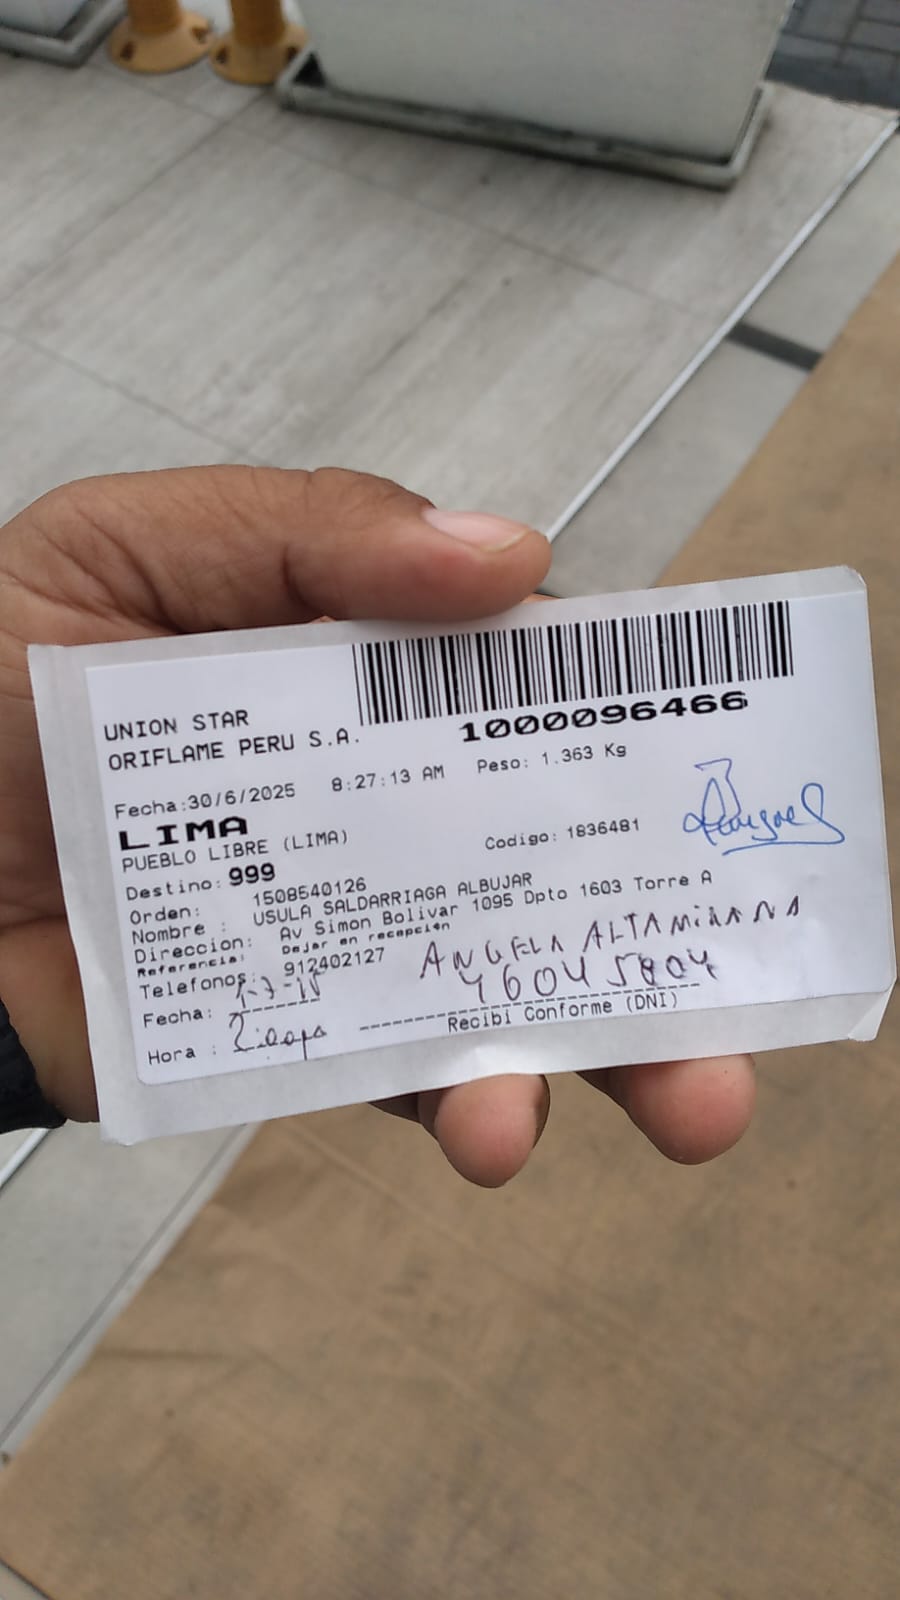 1000096466
UNION STAR
ORIFLAME PERU S.A.
Fecha:30/6/2025 8:27:13 AM Peso: 1.363 Kg
LIMA
PUEBLO LIBRE (LIMA)
Destino: 999 Codigo: 1836481
Orden: 1508540126
Nombre : USULA SALDARRIAGA ALBUJAR
Direccion: Av Simon Bolivar 1095 Dpto 1603 Torre A
Referencia: Dejar en recepción
Telefonos: 912402127 ANGELA ALTAMIRANO
Fecha:
Hora :
Recibi Conforme (DNI)